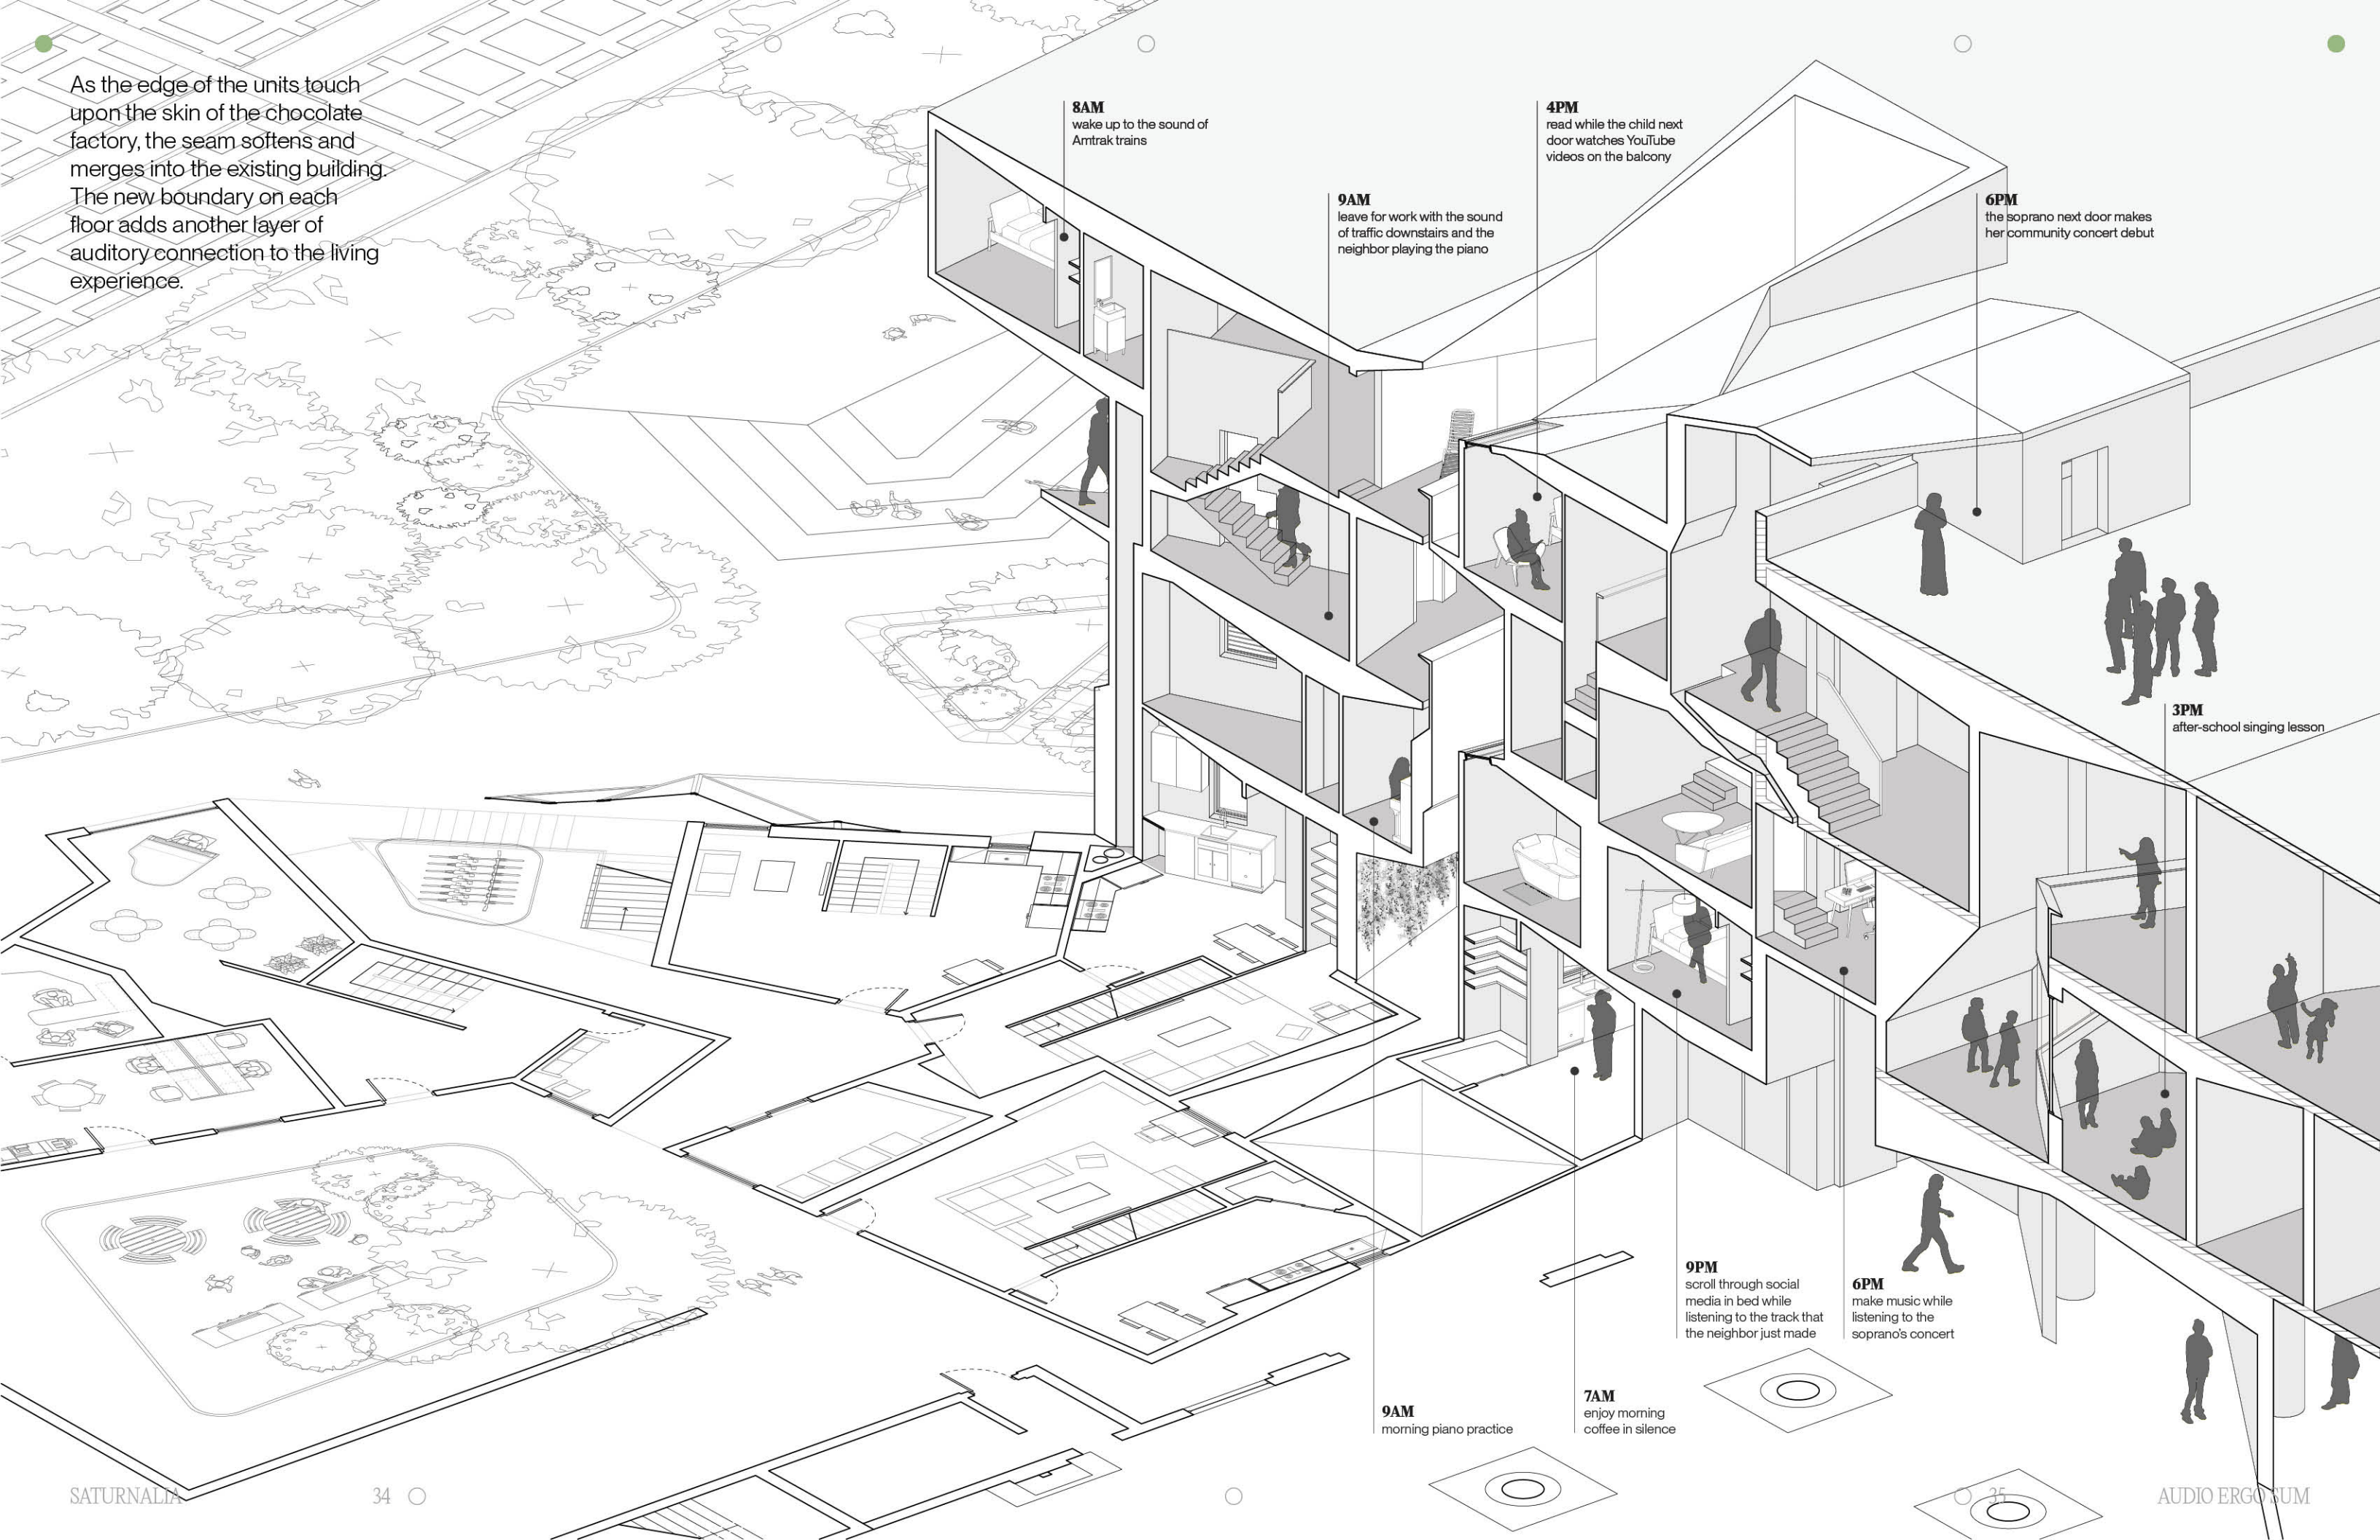 As the edge of the units touch
upon the skin of the chocolate
factory, the seam softens and
merges into the existing building.
The new boundary on each
floor adds another layer of
auditory connection to the living
experience.
8AM
wake up to the sound of
Amtrak trains
9AM
leave for work with the sound
of traffic downstairs and the
neighbor playing the piano
4PM
read while the child next
door watches YouTube
videos on the balcony
6PM
the soprano next door makes
her community concert debut
3PM
after-school singing lesson
9PM
scroll through social
media in bed while
listening to the track that
the neighbor just made
6PM
make music while
listening to the
soprano's concert
9AM
morning piano practice
7AM
enjoy morning
coffee in silence
SATURNALIA
34
35
AUDIO ERGO SUM